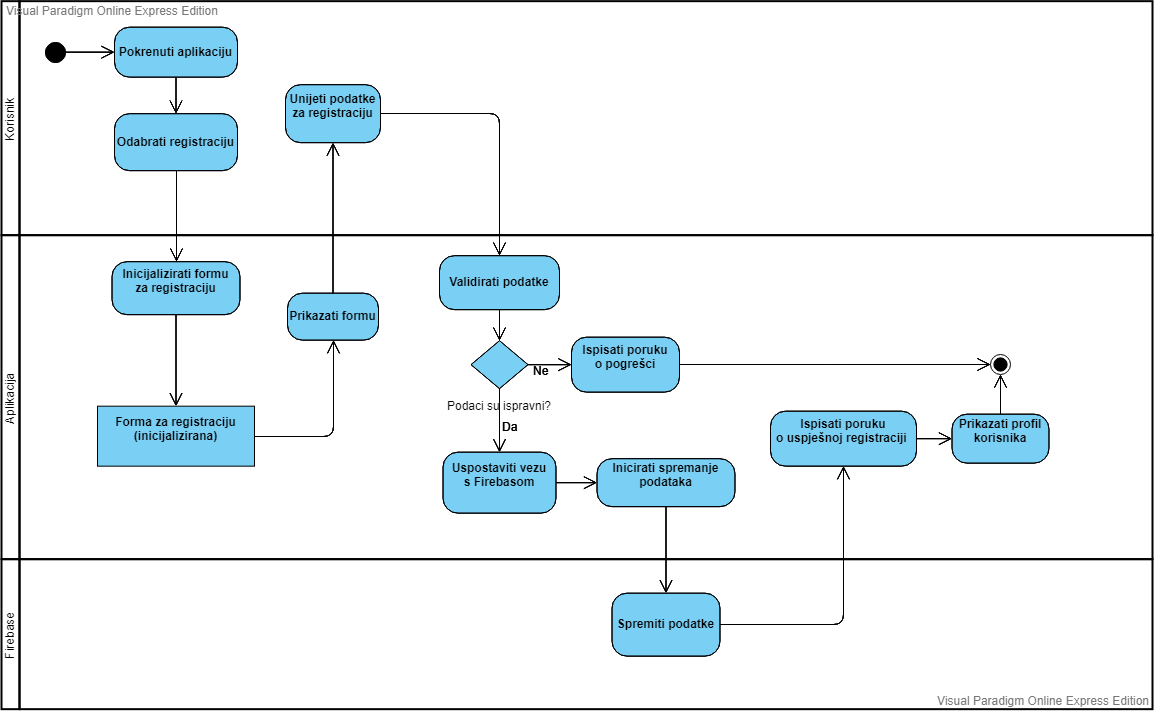 Visual Paradigm Online Express Edition
Korisnik
Pokrenuti aplikaciju
Odabrati registraciju
Unijeti podatke
za registraciju
Aplikacija
Inicijalizirati formu
za registraciju
Forma za registraciju
(inicijalizirana)
Prikazati formu
Validirati podatke
Ne
Ispisati poruku
o pogrešci
Podaci su ispravni?
Da
Uspostaviti vezu
s Firebasom
Inicirati spremanje
podataka
Ispisati poruku
o uspješnoj registraciji
Prikazati profil
korisnika
Firebase
Spremiti podatke
Visual Paradigm Online Express Edition